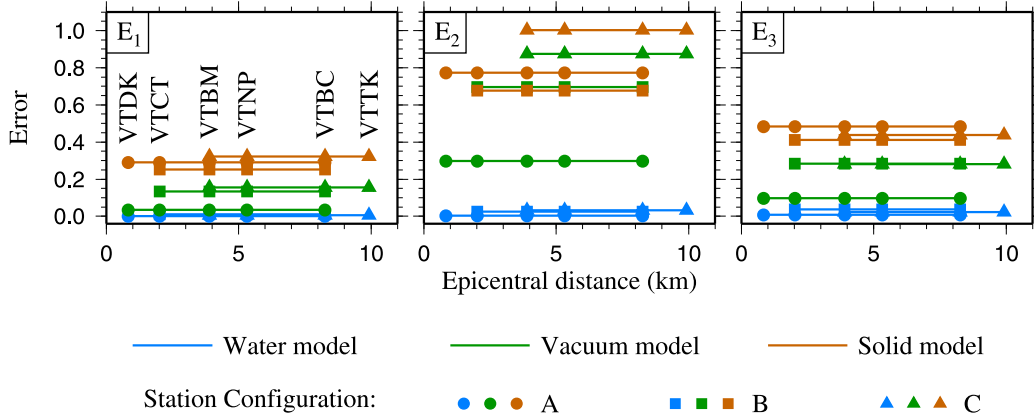 E1
E2
E3
Error
1.0
0.8
0.6
0.4
0.2
0.0
VTDK
VTCT
VTBM
VTNP
VTBC
VTTK
0 5 10 0 5 10 0 5 10
Epicentral distance (km)
Water model Vacuum model Solid model
Station Configuration: A B C